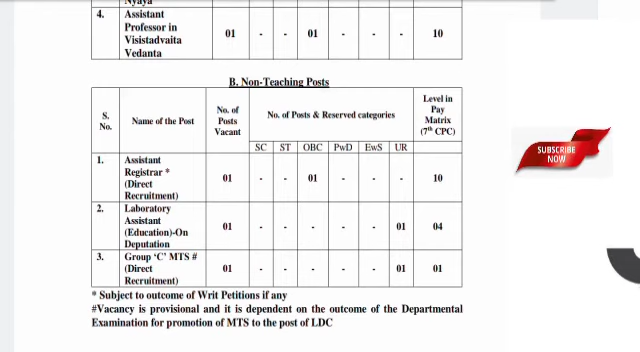 Nyaya
4. Assistant
Professor in
Visistadvaita
Vedanta
01 - - 01 - - - 10
B. Non-Teaching Posts
S.
No.
Name of the Post
No. of
Posts
Vacant
No. of Posts & Reserved categories
Level in
Pay
Matrix
(7th CPC)
SC ST OBC PwD EwS UR
1. Assistant
Registrar *
(Direct
Recruitment)
01 - - 01 - - - 10
2. Laboratory
Assistant
(Education)-On
Deputation
01 - - - - - 01 04
3. Group ‘C’ MTS #
(Direct
Recruitment)
01 - - - - - 01 01
* Subject to outcome of Writ Petitions if any
#Vacancy is provisional and it is dependent on the outcome of the Departmental
Examination for promotion of MTS to the post of LDC
SUBSCRIBE
NOW